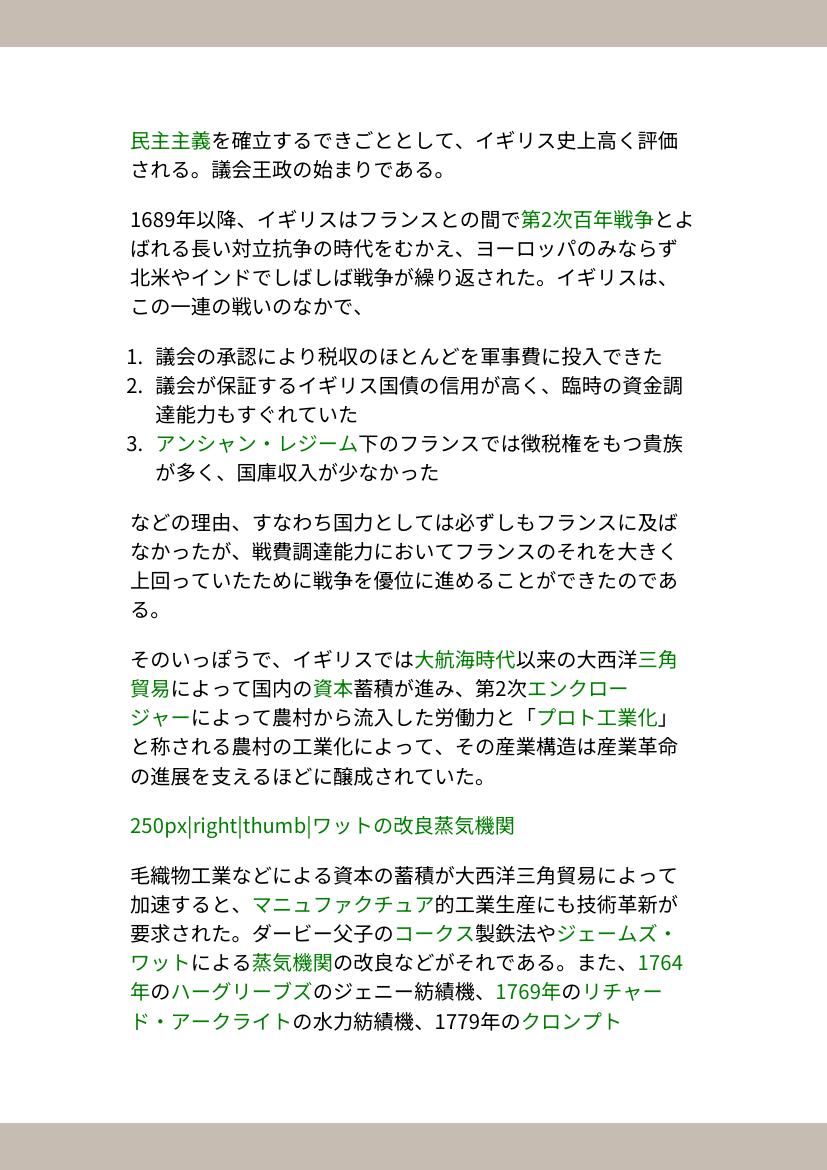 民主主義を確立するできごととして、イギリス史上高く評価
される。議会王政の始まりである。
1689年以降、イギリスはフランスとの間で第2次百年戦争とよ
ばれる長い対立抗争の時代をむかえ、ヨーロッパのみならず
北米やインドでしばしば戦争が繰り返された。イギリスは、
この一連の戦いのなかで、
1. 議会の承認により税収のほとんどを軍事費に投入できた
2. 議会が保証するイギリス国債の信用が高く、臨時の資金調
達能力もすぐれていた
3. アンシャン・レジーム下のフランスでは徴税権をもつ貴族
が多く、国庫収入が少なかった
などの理由、すなわち国力としては必ずしもフランスに及ば
なかったが、戦費調達能力においてフランスのそれを大きく
上回っていたために戦争を優位に進めることができたのであ
る。
そのいっぽうで、イギリスでは大航海時代以来の大西洋三角
貿易によって国内の資本蓄積が進み、第2次エンクロー
ジャーによって農村から流入した労働力と「プロト工業化」
と称される農村の工業化によって、その産業構造は産業革命
の進展を支えるほどに醸成されていた。
250px|right|thumb|ワットの改良蒸気機関
毛織物工業などによる資本の蓄積が大西洋三角貿易によって
加速すると、マニュファクチュア的工業生産にも技術革新が
要求された。ダービー父子のコークス製鉄法やジェームズ・
ワットによる蒸気機関の改良などがそれである。また、1764
年のハーグリーブズのジェニー紡績機、1769年のリチャー
ド・アークライトの水力紡績機、1779年のクロンプト